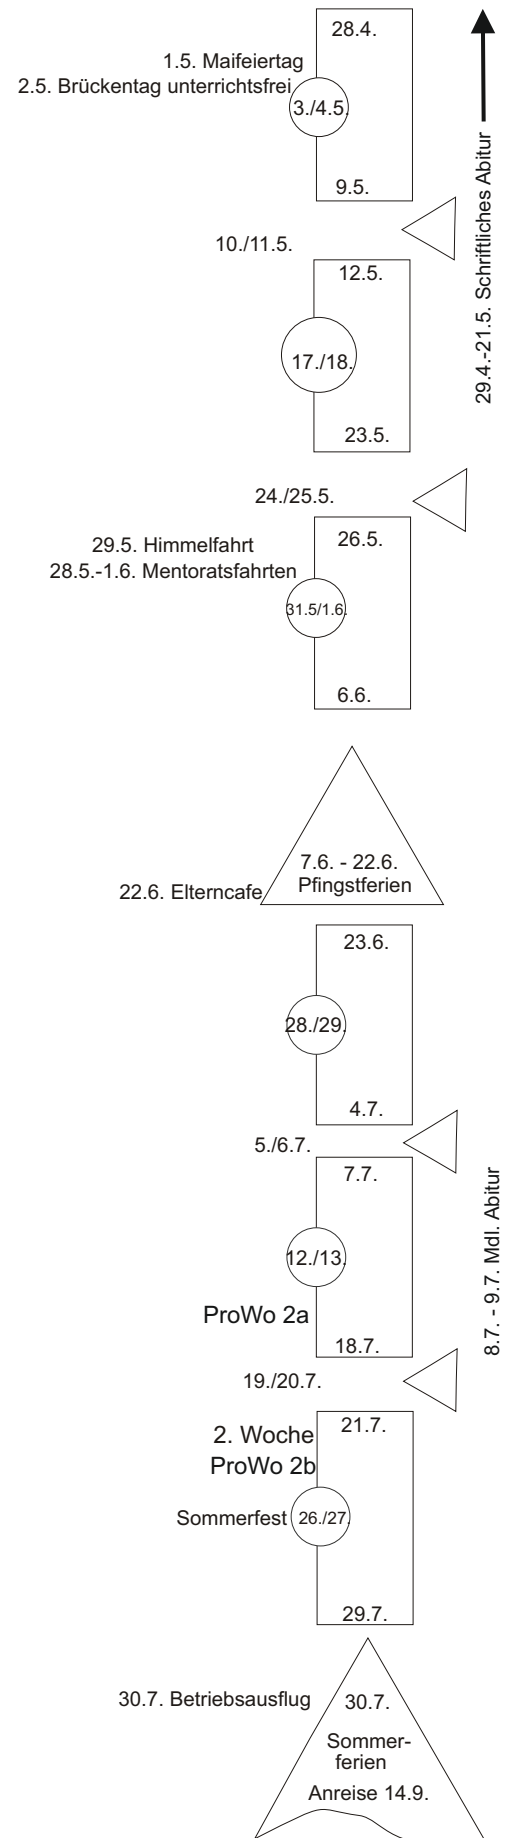 28.4.
1.5. Maifeiertag
2.5. Brückentag unterrichtsfrei
3./4.5.
9.5.
29.4.-21.5. Schriftliches Abitur
10./11.5.
12.5.
17./18.
23.5.
24./25.5.
26.5.
29.5. Himmelfahrt
28.5.-1.6. Mentoratsfahrten
31.5/1.6.
6.6.
7.6. - 22.6.
Pfingstferien
22.6. Elterncafe
23.6.
28./29.
4.7.
5./6.7.
7.7.
8.7. - 9.7. Mdl. Abitur
12./13.
ProWo 2a
18.7.
19./20.7.
21.7.
2. Woche
ProWo 2b
Sommerfest
26./27.
29.7.
30.7. Betriebsausflug
30.7.
Sommer-
ferien
Anreise 14.9.